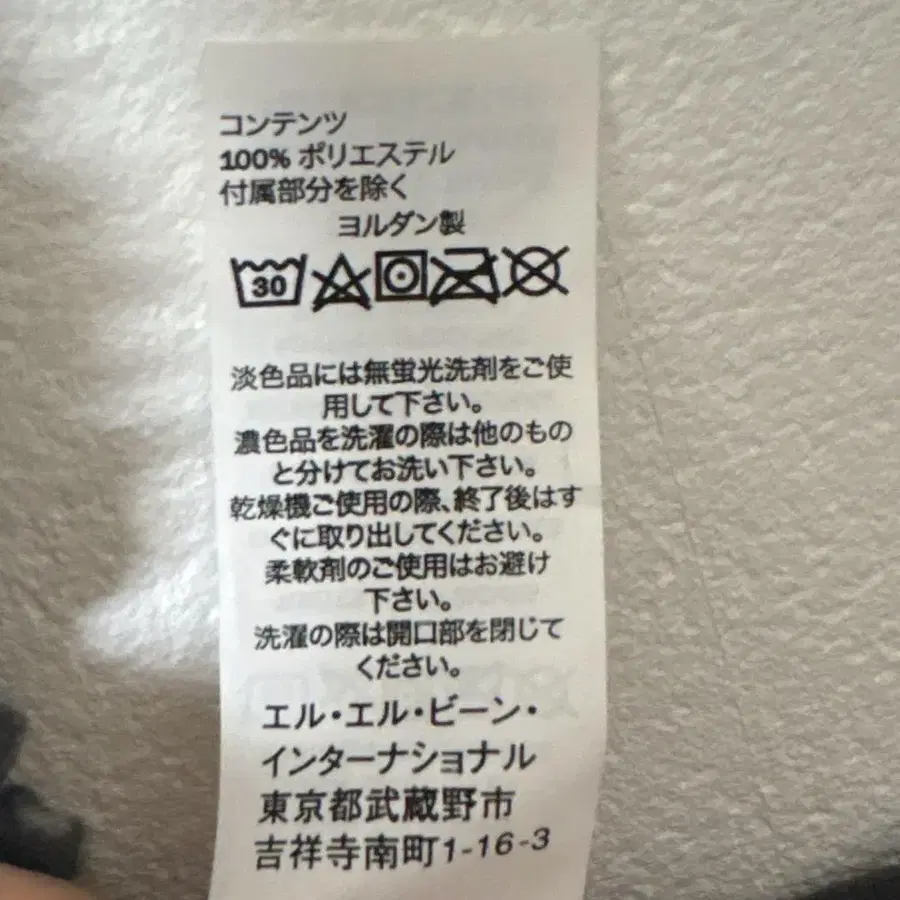 コンテンツ
100% ポリエステル
付属部分を除く
ヨルダン製
30
淡色品には無蛍光洗剤をご使
用して下さい。
濃色品を洗濯の際は他のもの
と分けてお洗い下さい。
乾燥機ご使用の際、終了後はす
ぐに取り出してください。
柔軟剤のご使用はお避け
下さい。
洗濯の際は開口部を閉じて
ください。
エル・エル・ビーン・
インターナショナル
東京都武蔵野市
吉祥寺南町1-16-3